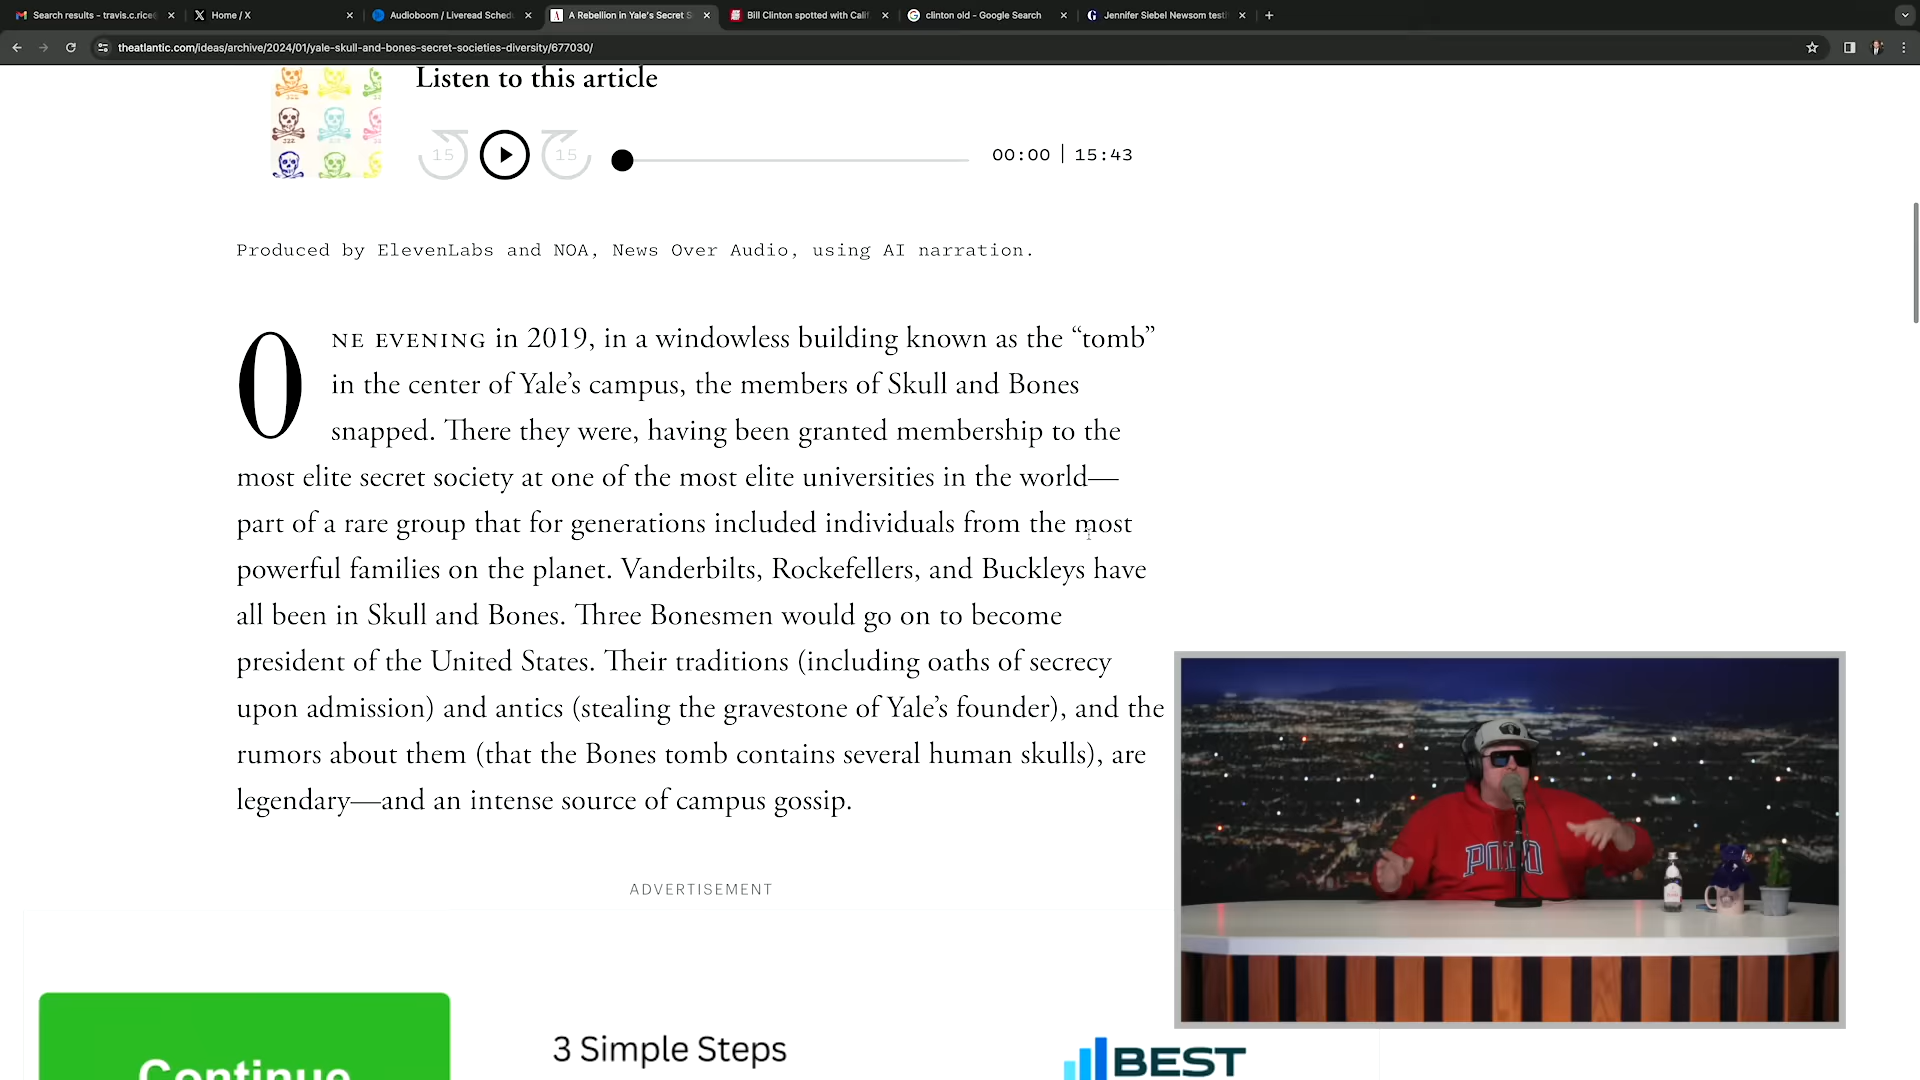 Search results - travis.c.rice
Home / X
Audioboom / Liveread Sched
A Rebellion in Yale's Secret S
Bill Clinton spotted with Calif
clinton old - Google Search
Jennifer Siebel Newsom testi
theatlantic.com/ideas/archive/2024/01/yale-skull-and-bones-secret-societies-diversity/677030/
Listen to this article
15
15
00:00 | 15:43
Produced by ElevenLabs and NOA, News Over Audio, using AI narration.
ONE EVENING in 2019, in a windowless building known as the “tomb”
in the center of Yale’s campus, the members of Skull and Bones
snapped. There they were, having been granted membership to the
most elite secret society at one of the most elite universities in the world—
part of a rare group that for generations included individuals from the most
powerful families on the planet. Vanderbilts, Rockefellers, and Buckleys have
all been in Skull and Bones. Three Bonesmen would go on to become
president of the United States. Their traditions (including oaths of secrecy
upon admission) and antics (stealing the gravestone of Yale’s founder), and the
rumors about them (that the Bones tomb contains several human skulls), are
legendary—and an intense source of campus gossip.
POLO
ADVERTISEMENT
Continue
3 Simple Steps
BEST